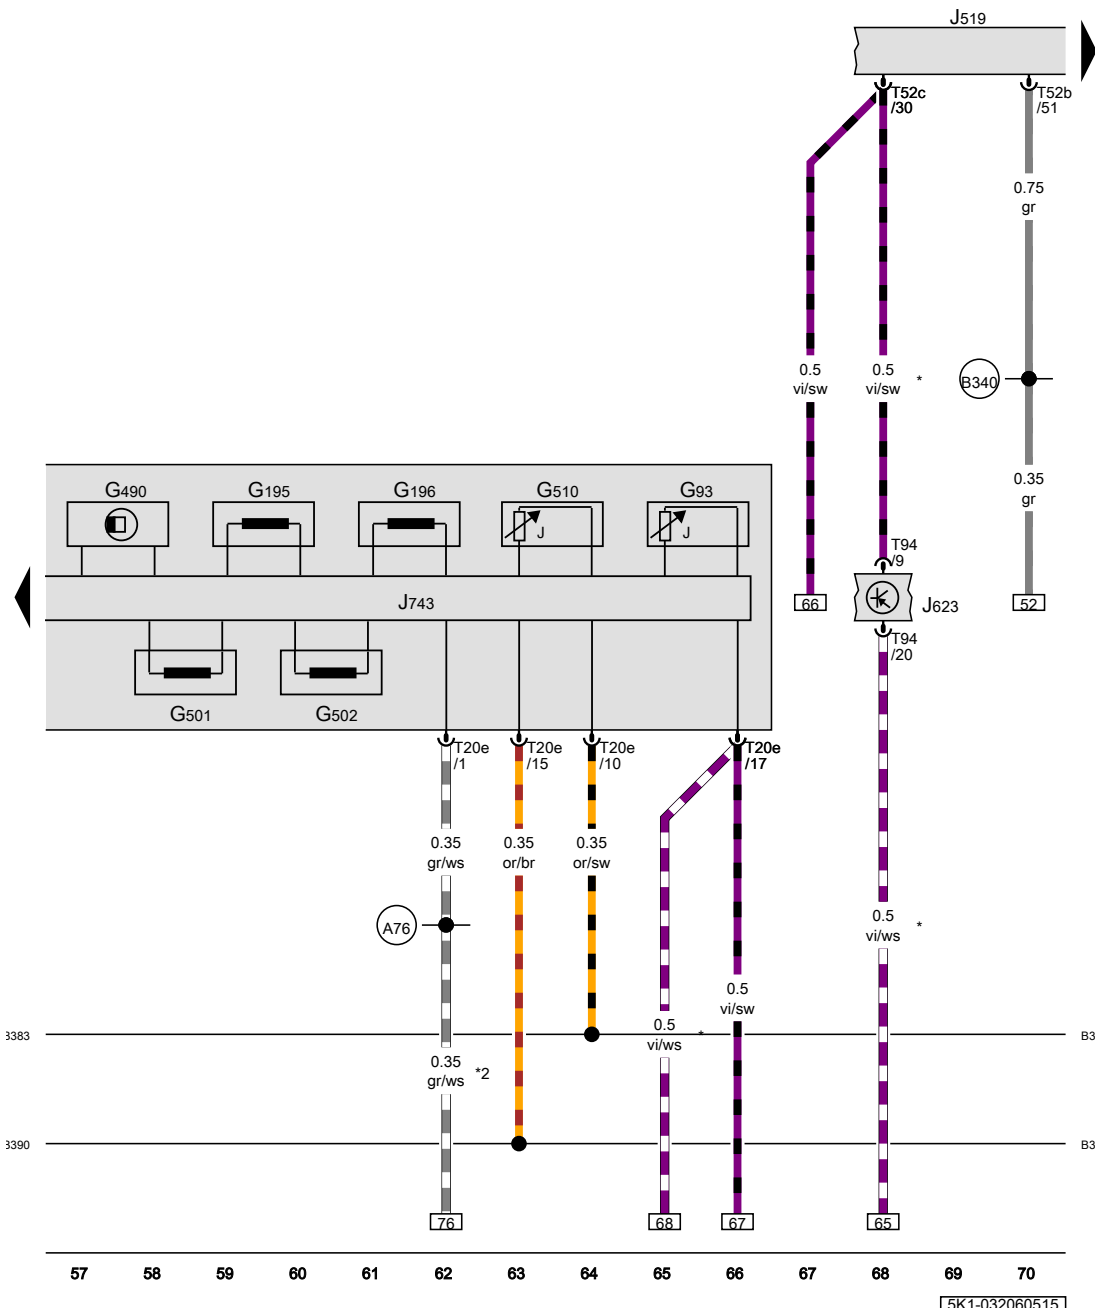 J519
T52c
/30
T52b
/51
0.75
gr
0.5
vi/sw
0.5
vi/sw
*
B340
0.35
gr
G490
G195
G196
G510
G93
J
J
T94
/9
J743
66
J623
52
T94
/20
G501
G502
T20e
/1
T20e
/15
T20e
/10
T20e
/17
0.35
gr/ws
0.35
or/br
0.35
or/sw
A76
0.5
vi/ws
*
0.5
vi/sw
0.5
vi/ws
*
B383
B3
0.35
gr/ws
*2
B390
B3
76
68
67
65
57 58 59 60 61 62 63 64 65 66 67 68 69 70
5K1-032060515